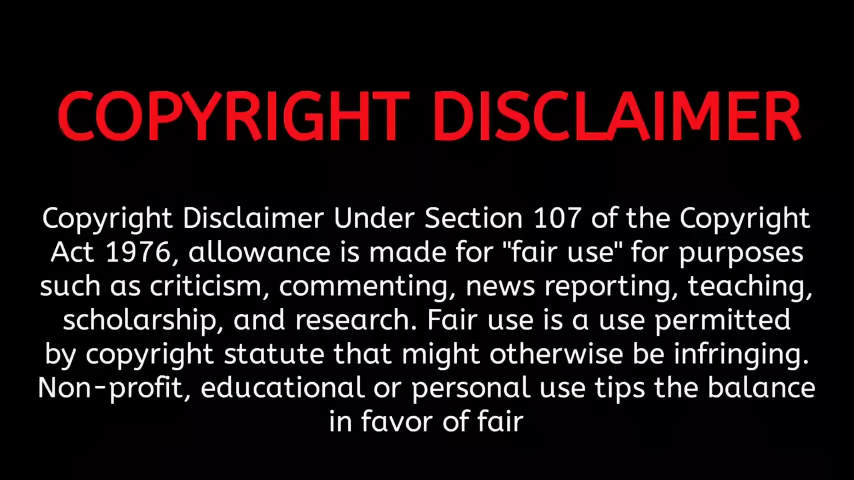 COPYRIGHT DISCLAIMER
Copyright Disclaimer Under Section 107 of the Copyright
Act 1976, allowance is made for "fair use" for purposes
such as criticism, commenting, news reporting, teaching,
scholarship, and research. Fair use is a use permitted
by copyright statute that might otherwise be infringing.
Non-profit, educational or personal use tips the balance
in favor of fair